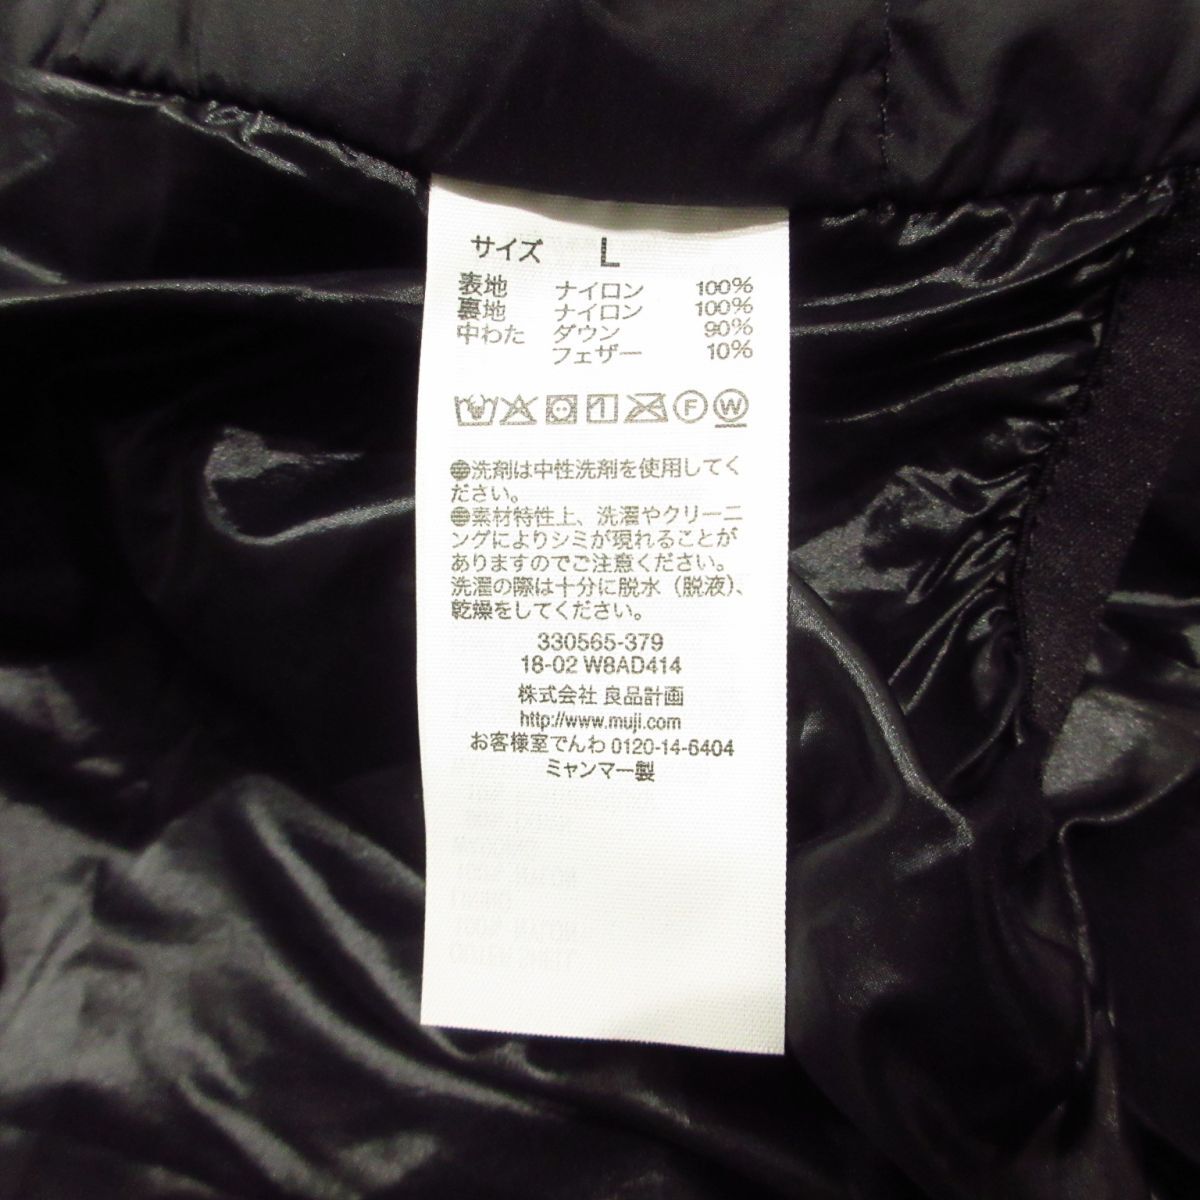 サイズ L
表地 ナイロン 100%
裏地 ナイロン 100%
中わた ダウン 90%
フェザー 10%
F W
●洗剤は中性洗剤を使用してく
ださい。
●素材特性上、洗濯やクリーニ
ングによりシミが現れることが
ありますのでご注意ください。
洗濯の際は十分に脱水（脱液）、
乾燥をしてください。
330565-379
18-02 W8AD414
株式会社 良品計画
http://www.muji.com
お客様室でんわ 0120-14-6404
ミャンマー製